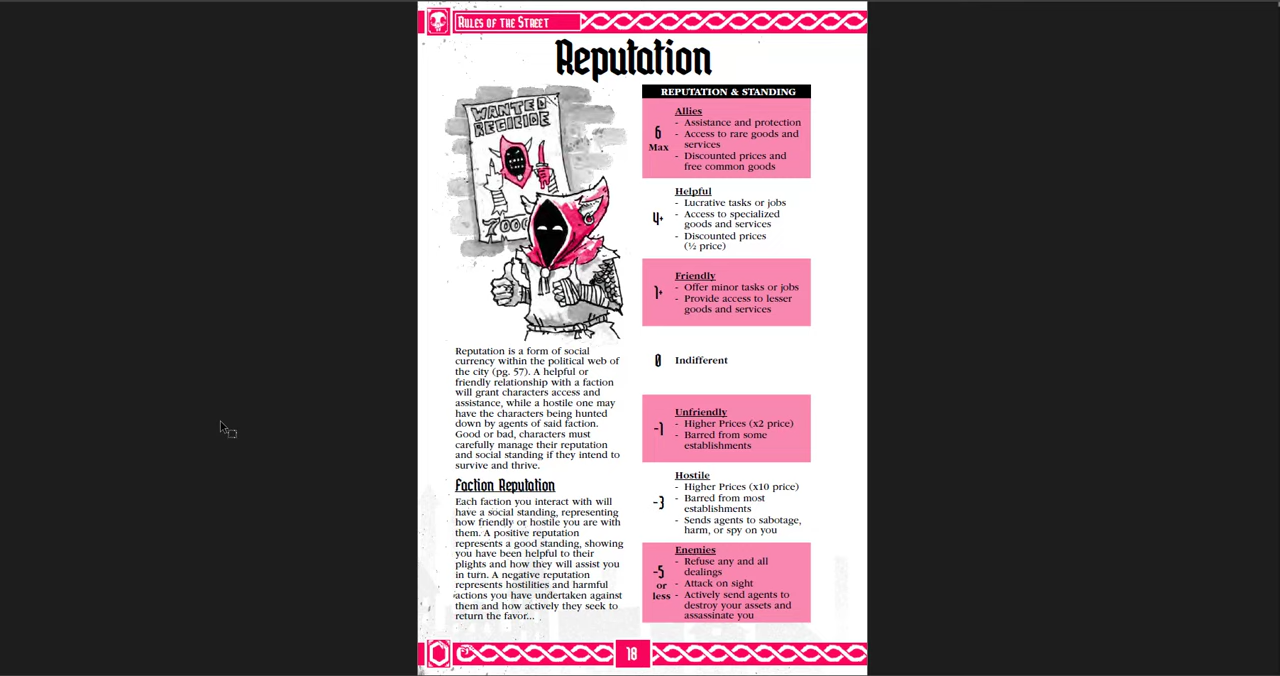 Rules of the Street
Reputation
WANTED
REGICIDE
7000
Reputation is a form of social
currency within the political web of
the city (pg. 57). A helpful or
friendly relationship with a faction
will grant characters access and
assistance, while a hostile one may
have the characters being hunted
down by agents of said faction.
Good or bad, characters must
carefully manage their reputation
and social standing if they intend to
survive and thrive.
Faction Reputation
Each faction you interact with will
have a social standing, representing
how friendly or hostile you are with
them. A positive reputation
represents a good standing, showing
you have been helpful to their
plights and how they will assist you
in turn. A negative reputation
represents hostilities and harmful
actions you have undertaken against
them and how actively they seek to
return the favor...
REPUTATION & STANDING
6
Max
Allies
- Assistance and protection
- Access to rare goods and
services
- Discounted prices and
free common goods
4+
Helpful
- Lucrative tasks or jobs
- Access to specialized
goods and services
- Discounted prices
(½ price)
1+
Friendly
- Offer minor tasks or jobs
- Provide access to lesser
goods and services
0
Indifferent
-1
Unfriendly
- Higher Prices (x2 price)
- Barred from some
establishments
-3
Hostile
- Higher Prices (x10 price)
- Barred from most
establishments
- Sends agents to sabotage,
harm, or spy on you
-5
or
less
Enemies
- Refuse any and all
dealings
- Attack on sight
- Actively send agents to
destroy your assets and
assassinate you
18